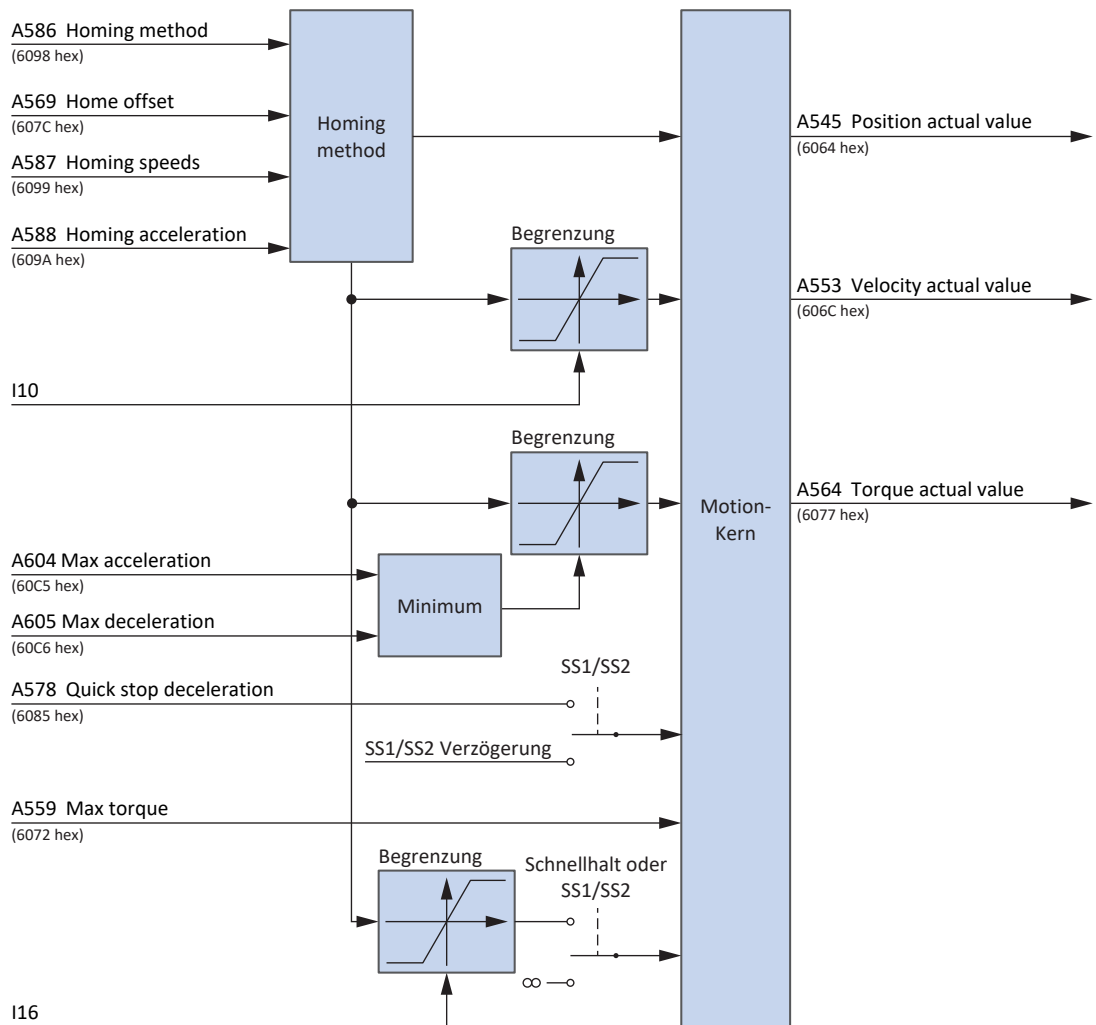 A586 Homing method
(6098 hex)
A569 Home offset
(607C hex)
A587 Homing speeds
(6099 hex)
A588 Homing acceleration
(609A hex)
Homing
method
A545 Position actual value
(6064 hex)
Begrenzung
A553 Velocity actual value
(606C hex)
I10
Begrenzung
A564 Torque actual value
(6077 hex)
Motion-
Kern
A604 Max acceleration
(60C5 hex)
Minimum
A605 Max deceleration
(60C6 hex)
SS1/SS2
A578 Quick stop deceleration
(6085 hex)
SS1/SS2 Verzögerung
A559 Max torque
(6072 hex)
Begrenzung
Schnellhalt oder
SS1/SS2
∞
I16